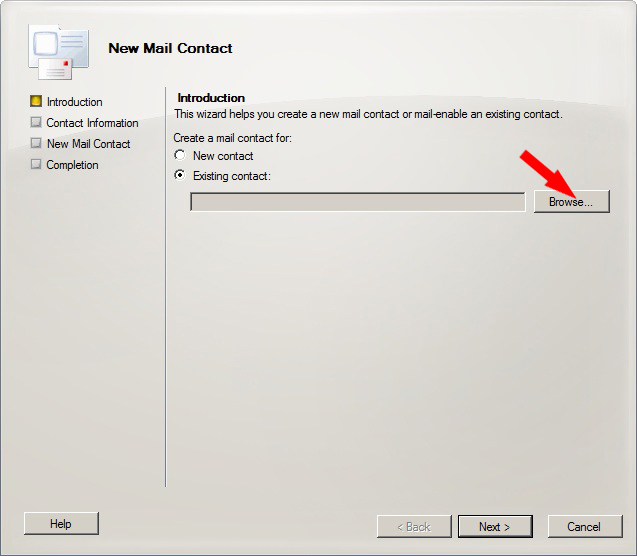 New Mail Contact
Introduction
Contact Information
New Mail Contact
Completion
Introduction
This wizard helps you create a new mail contact or mail-enable an existing contact.
Create a mail contact for:
New contact
Existing contact:
Browse...
Help
< Back
Next >
Cancel